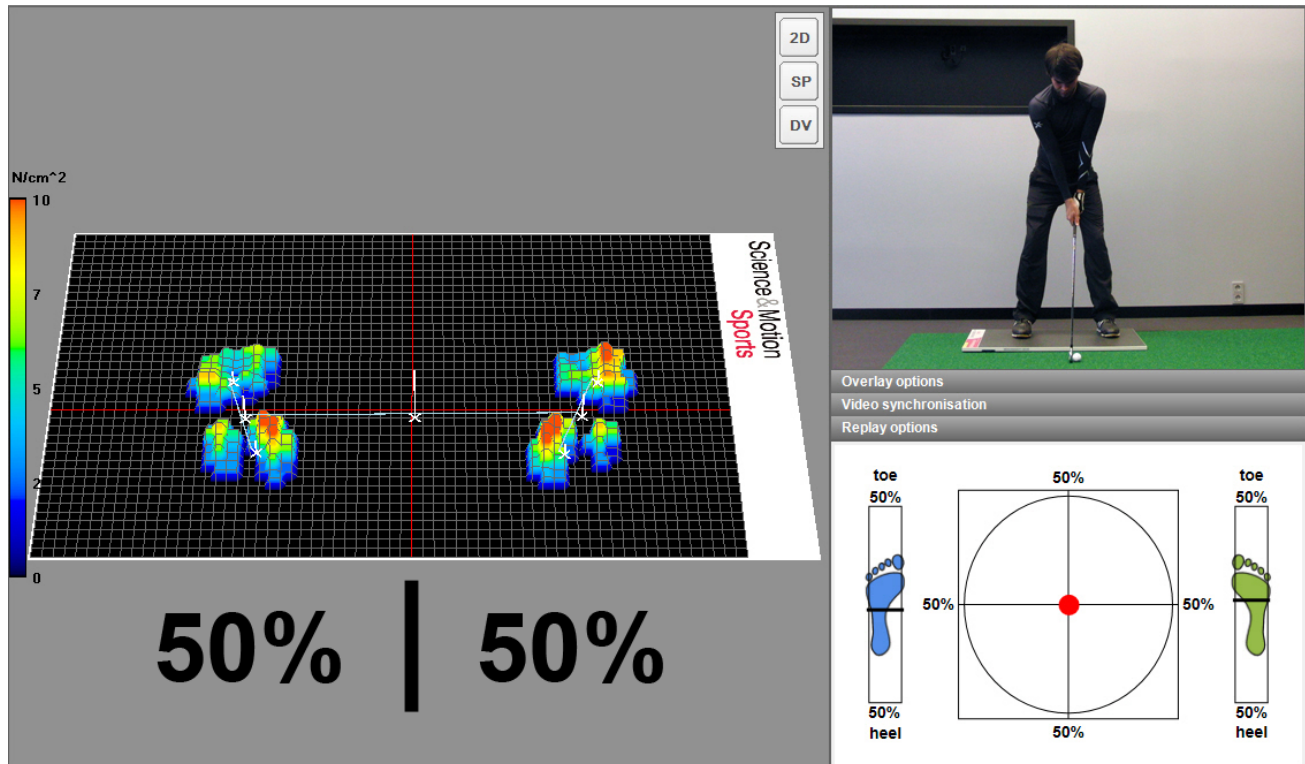 2D
SP
DV
N/cm^2
10
7
5
2
0
Science&Motion
Sports
50% | 50%
Overlay options
Video synchronisation
Replay options
toe
50%
50%
toe
50%
50%
50%
50%
heel
50%
50%
heel